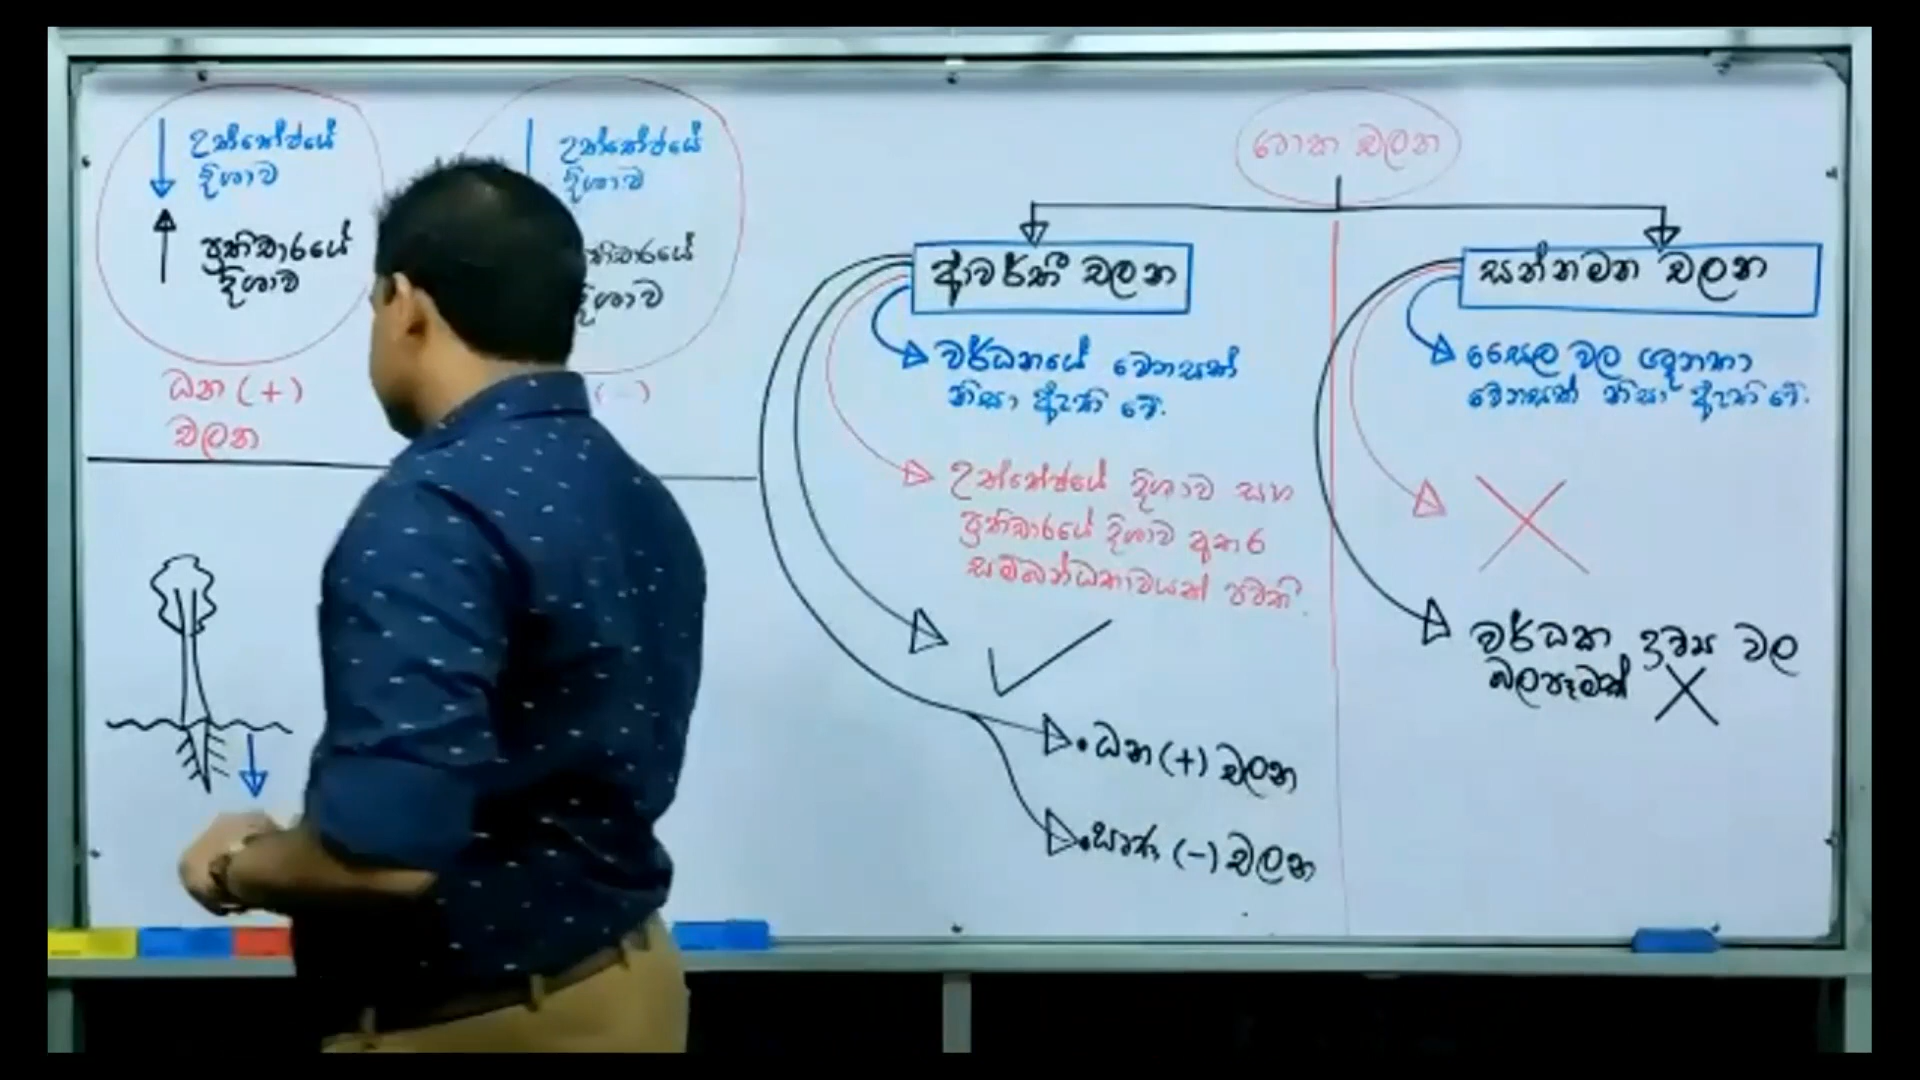 උත්තේජයේ
දිශාව
ප්‍රතිචාරයේ
දිශාව
ධන (+)
චලන
උත්තේජයේ
දිශාව
දිශාව
(-)
චලන
ආවර්තී චලන
වර්ධනයේ වෙනසක්
නිසා ඇති වේ.
උත්තේජයේ දිශාව සහ
ප්‍රතිචාරයේ දිශාව අතර
සම්බන්ධතාවයක් පවතී.
• ධන (+) චලන
• සෘණ (-) චලන
සන්නමන චලන
සෛල වල ශූනතා
වෙනසක් නිසා ඇති වේ.
වර්ධක ද්‍රව්‍ය වල
බලපෑමක්